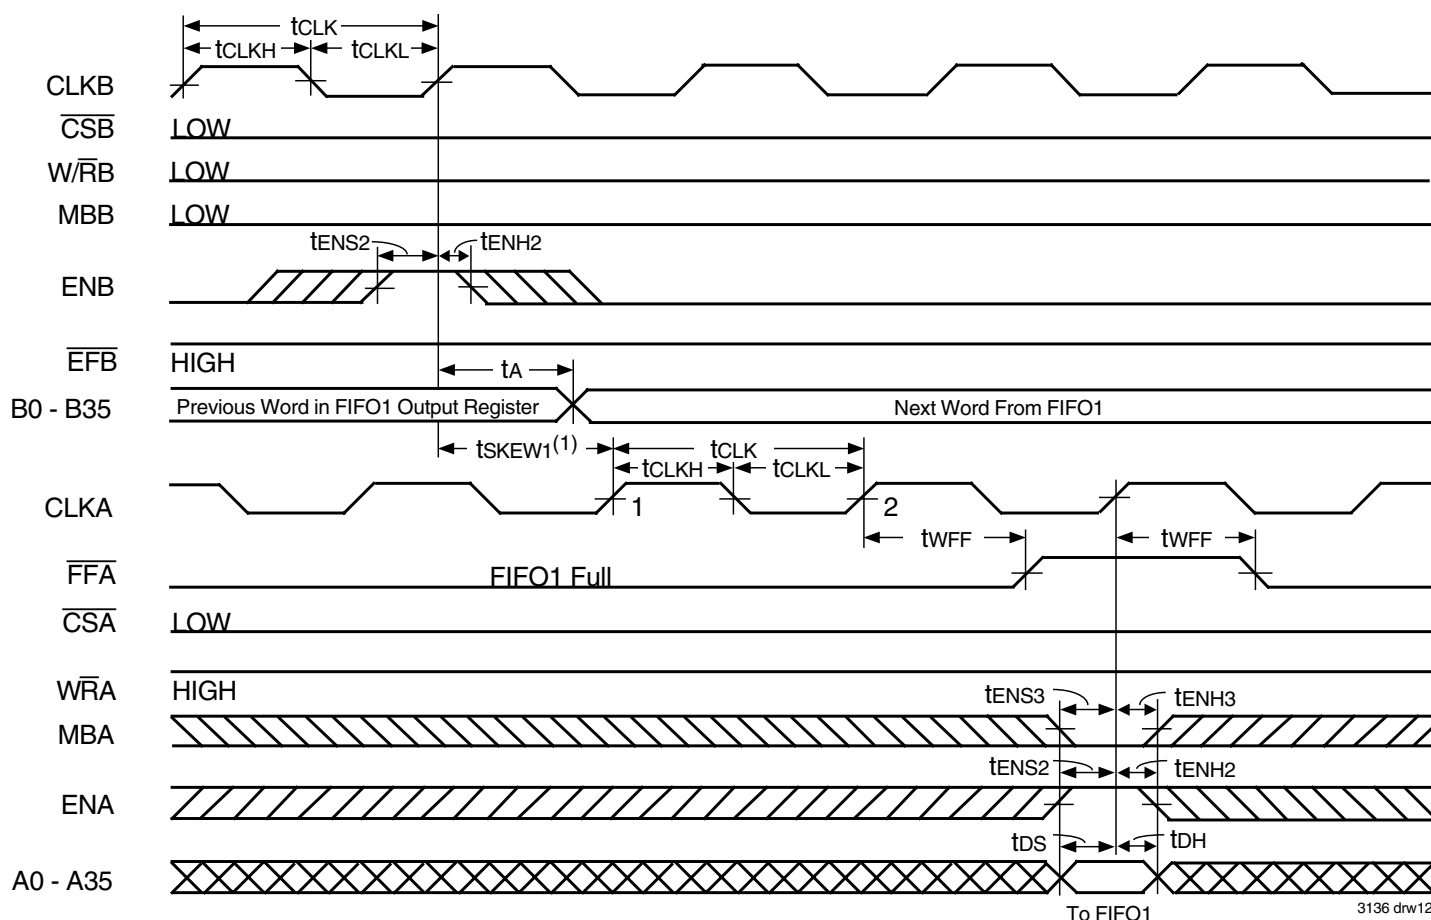 tCLK
tCLKH tCLKL
CLKB
CSB LOW
W/RB LOW
MBB LOW
tENS2 tENH2
ENB
EFB HIGH
tA
B0 - B35 Previous Word in FIFO1 Output Register Next Word From FIFO1
tSKEW1(1) tCLK
tCLKH tCLKL
CLKA 1 2
tWFF tWFF
FFA FIFO1 Full
CSA LOW
WRA HIGH
tENS3 tENH3
MBA
tENS2 tENH2
ENA
tDS tDH
A0 - A35
To FIFO1
3136 drw12